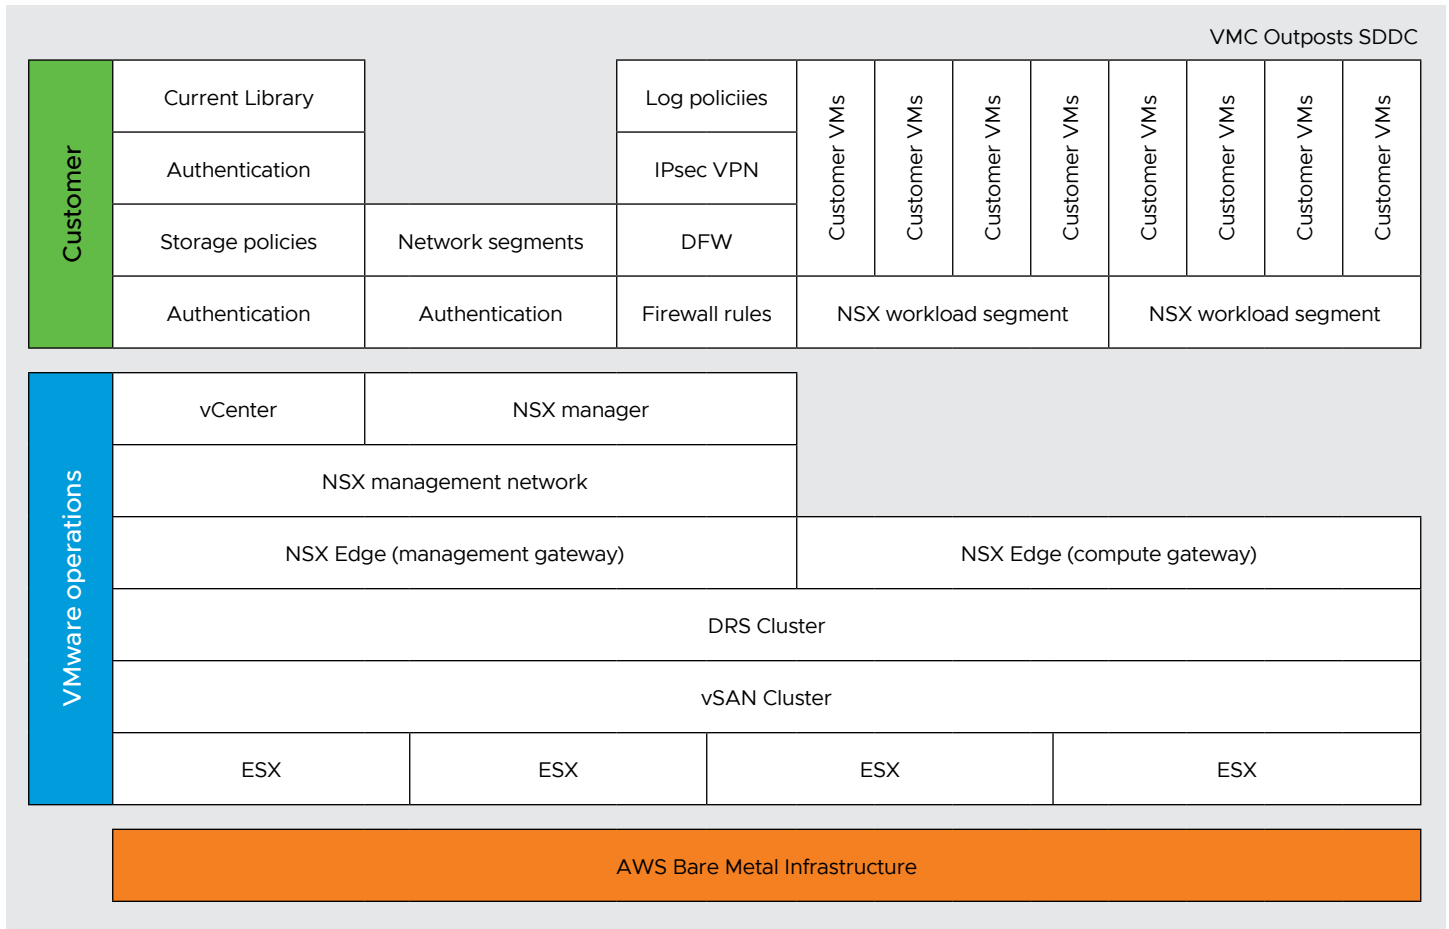 VMC Outposts SDDC
Customer
Current Library
Log policiies
Customer VMs
Customer VMs
Customer VMs
Customer VMs
Customer VMs
Customer VMs
Customer VMs
Customer VMs
Authentication
IPsec VPN
Storage policies
Network segments
DFW
Authentication
Authentication
Firewall rules
NSX workload segment
NSX workload segment
VMware operations
vCenter
NSX manager
NSX management network
NSX Edge (management gateway)
NSX Edge (compute gateway)
DRS Cluster
vSAN Cluster
ESX
ESX
ESX
ESX
AWS Bare Metal Infrastructure